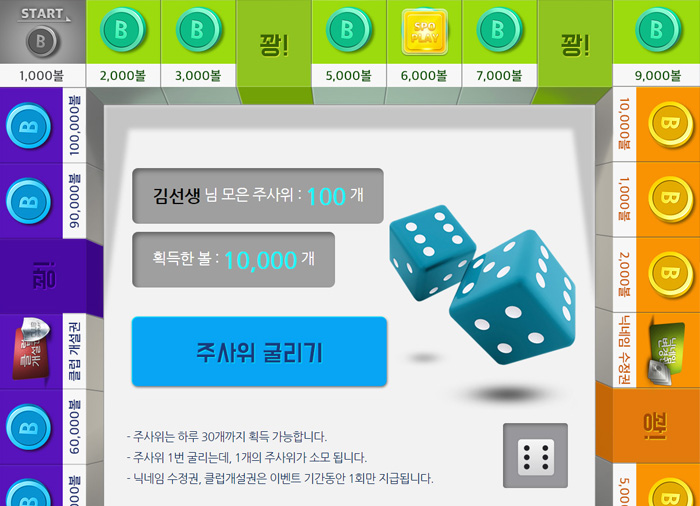 START
B
1,000볼
B
2,000볼
B
3,000볼
꽝!
B
5,000볼
SPO
PLAY
6,000볼
B
7,000볼
꽝!
B
9,000볼
B
100,000볼
B
90,000볼
꽝!
클럽 개설권
B
60,000볼
B
10,000볼
B
1,000볼
B
2,000볼
B
닉네임 수정권
닉네임
변경
꽝!
5,0
B
김선생 님 모은 주사위 : 100 개
획득한 볼 : 10,000 개
주사위 굴리기
- 주사위는 하루 30개까지 획득 가능합니다.
- 주사위 1번 굴리는데, 1개의 주사위가 소모 됩니다.
- 닉네임 수정권, 클럽개설권은 이벤트 기간동안 1회만 지급됩니다.